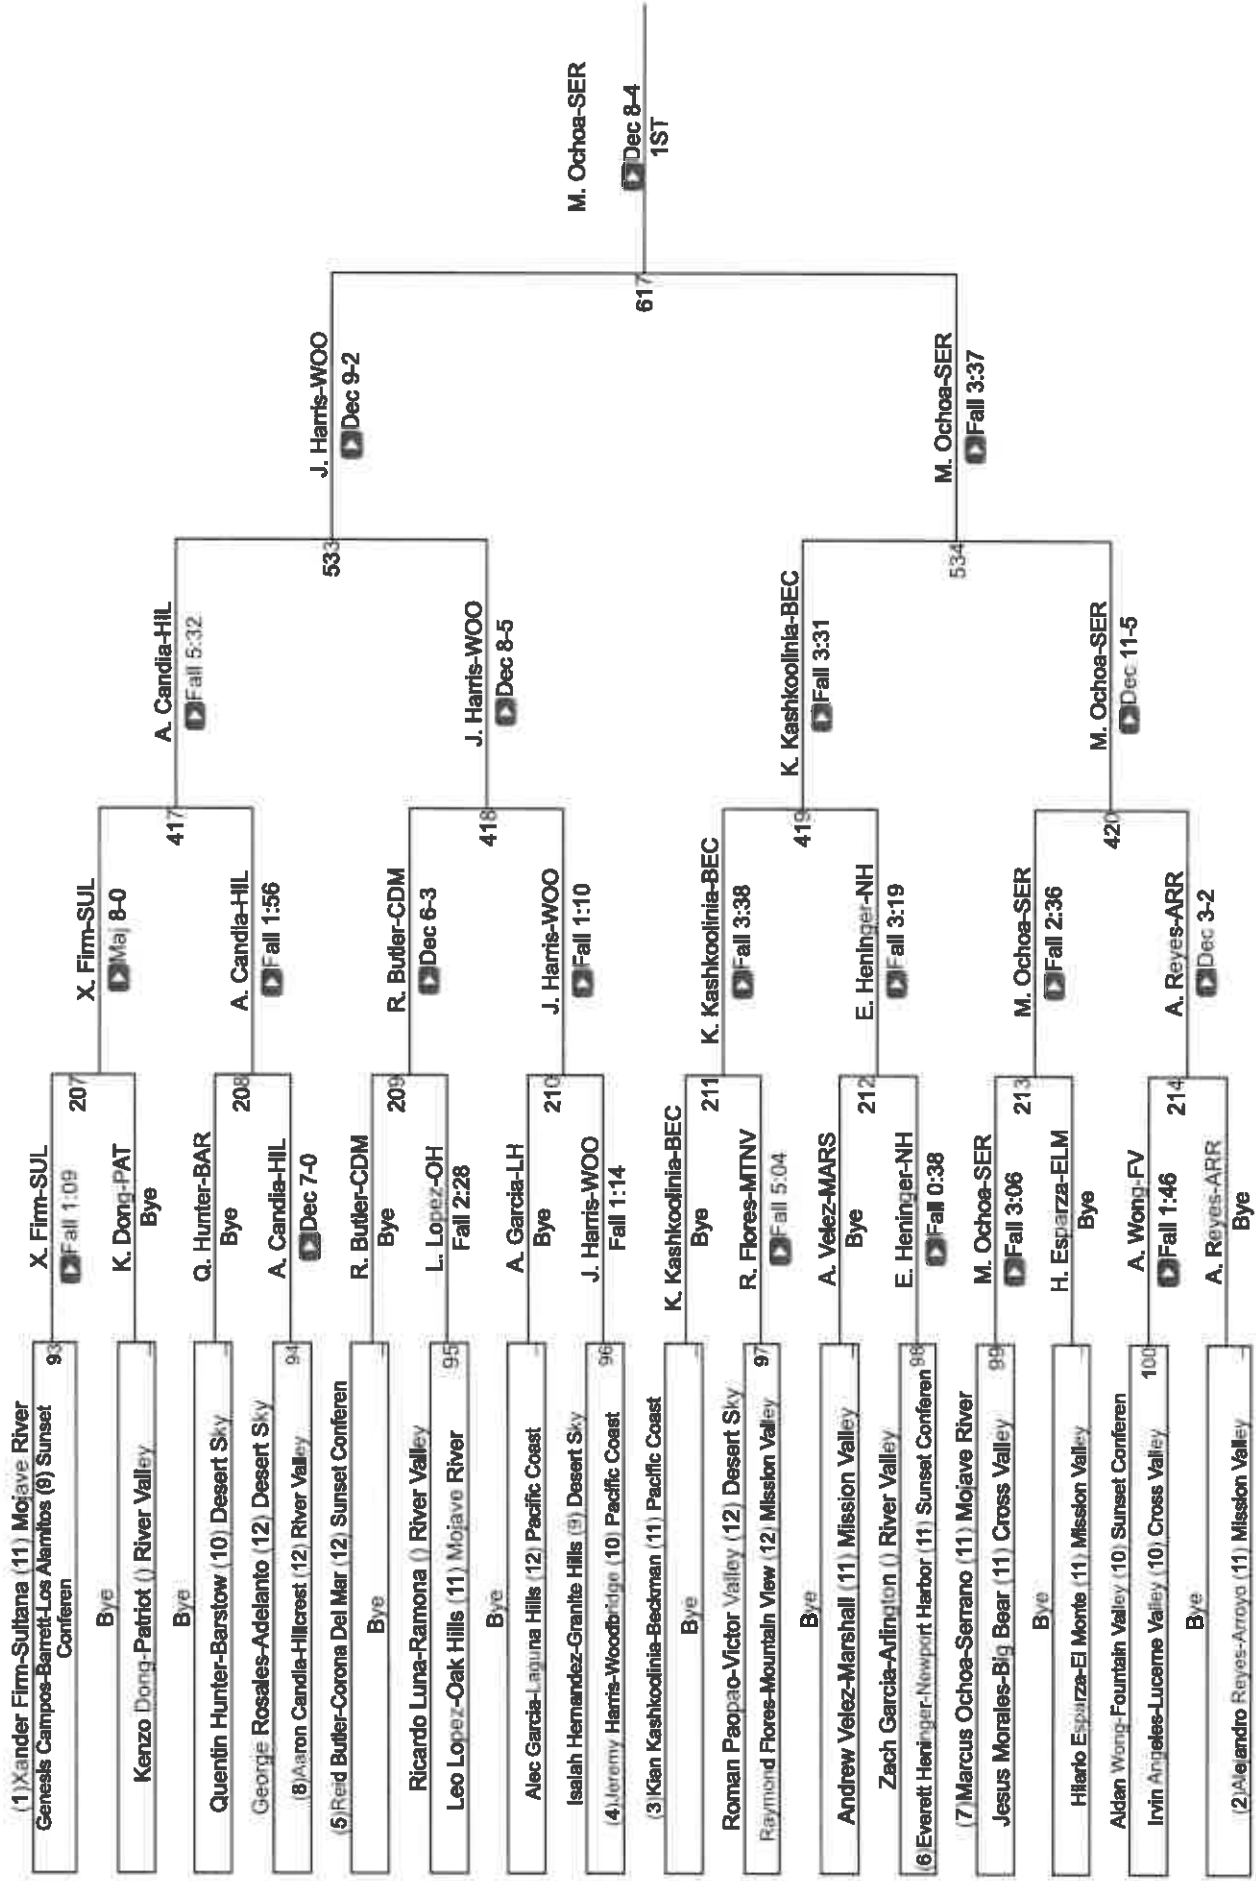 (1)Xander Firm-Sultana (11) Mojave River
Genesis Campos-Barrett-Los Alamitos (9) Sunset
Conferen
93
Bye
Kenzo Dong-Patriot () River Valley
Bye
Quentin Hunter-Barstow (10) Desert Sky
George Rosales-Adelanto (12) Desert Sky
(8)Aaron Candia-Hillcrest (12) River Valley
94
(5)Reid Butler-Corona Del Mar (12) Sunset Conferen
Bye
Ricardo Luna-Ramona () River Valley
Leo Lopez-Oak Hills (11) Mojave River
95
Bye
Alec Garcia-Laguna Hills (12) Pacific Coast
Isaiah Hernandez-Granite Hills (9) Desert Sky
(4)Jeremy Harris-Woodbridge (10) Pacific Coast
96
(3)Kian Kashkoolinia-Beckman (11) Pacific Coast
Bye
Roman Paopao-Victor Valley (12) Desert Sky
Raymond Flores-Mountain View (12) Mission Valley
97
Bye
Andrew Velez-Marshall (11) Mission Valley
Zach Garcia-Arlington () River Valley
(6)Everett Heninger-Newport Harbor (11) Sunset Conferen
98
(7)Marcus Ochoa-Serrano (11) Mojave River
Jesus Morales-Big Bear (11) Cross Valley
99
Bye
Hilario Esparza-El Monte (11) Mission Valley
Aidan Wong-Fountain Valley (10) Sunset Conferen
Irvin Angeles-Lucerne Valley (10) Cross Valley
100
Bye
(2)Alejandro Reyes-Arroyo (11) Mission Valley
X. Firm-SUL
Fall 1:09
207
K. Dong-PAT
Bye
Q. Hunter-BAR
Bye
208
A. Candia-HIL
Dec 7-0
R. Butler-CDM
Bye
209
L. Lopez-OH
Fall 2:28
A. Garcia-LH
Bye
210
J. Harris-WOO
Fall 1:14
K. Kashkoolinia-BEC
Bye
211
R. Flores-MTNV
Fall 5:04
A. Velez-MARS
Bye
212
E. Heninger-NH
Fall 0:38
M. Ochoa-SER
Fall 3:06
213
H. Esparza-ELM
Bye
A. Wong-FV
Fall 1:46
214
A. Reyes-ARR
Bye
X. Firm-SUL
Maj 8-0
417
A. Candia-HIL
Fall 1:56
R. Butler-CDM
Dec 6-3
418
J. Harris-WOO
Fall 1:10
K. Kashkoolinia-BEC
Fall 3:38
419
E. Heninger-NH
Fall 3:19
M. Ochoa-SER
Fall 2:36
420
A. Reyes-ARR
Dec 3-2
A. Candia-HIL
Fall 5:32
533
J. Harris-WOO
Dec 8-5
K. Kashkoolinia-BEC
Fall 3:31
534
M. Ochoa-SER
Dec 11-5
J. Harris-WOO
Dec 9-2
617
M. Ochoa-SER
Fall 3:37
M. Ochoa-SER
Dec 8-4
1ST